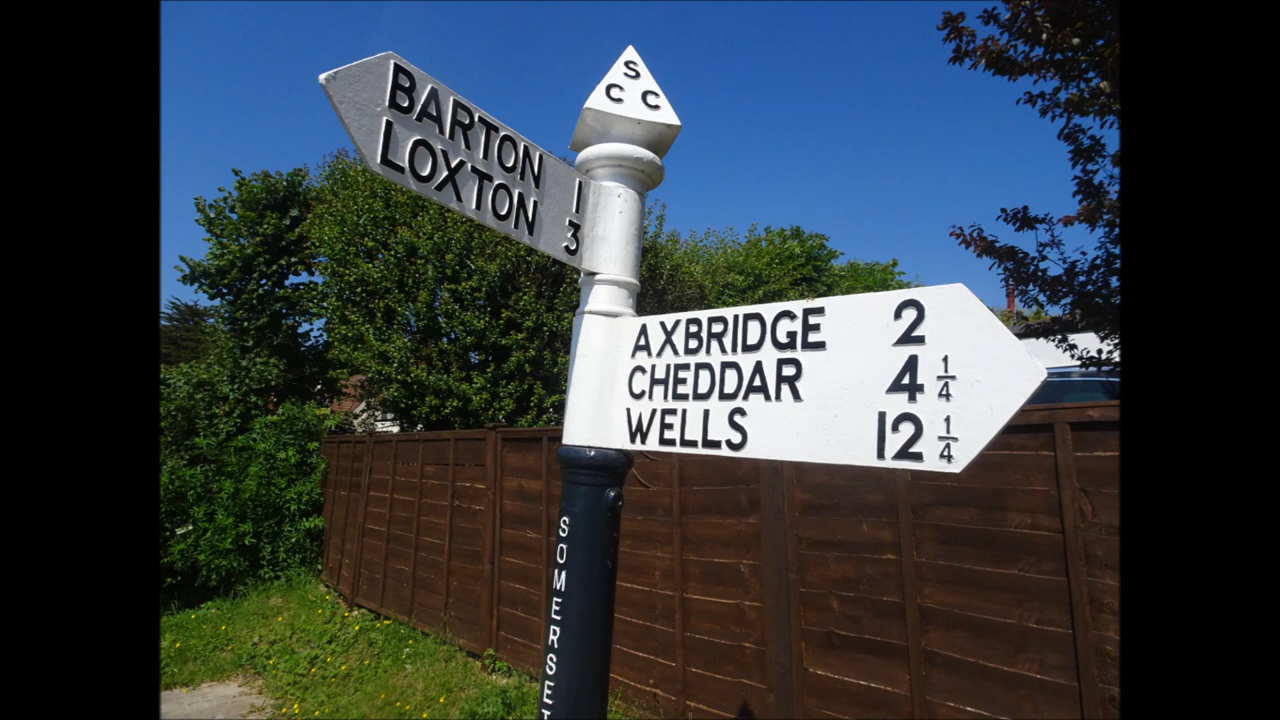 S
C C
BARTON 1
LOXTON 3
AXBRIDGE 2
CHEDDAR 4 1/4
WELLS 12 1/4
SOMERSET